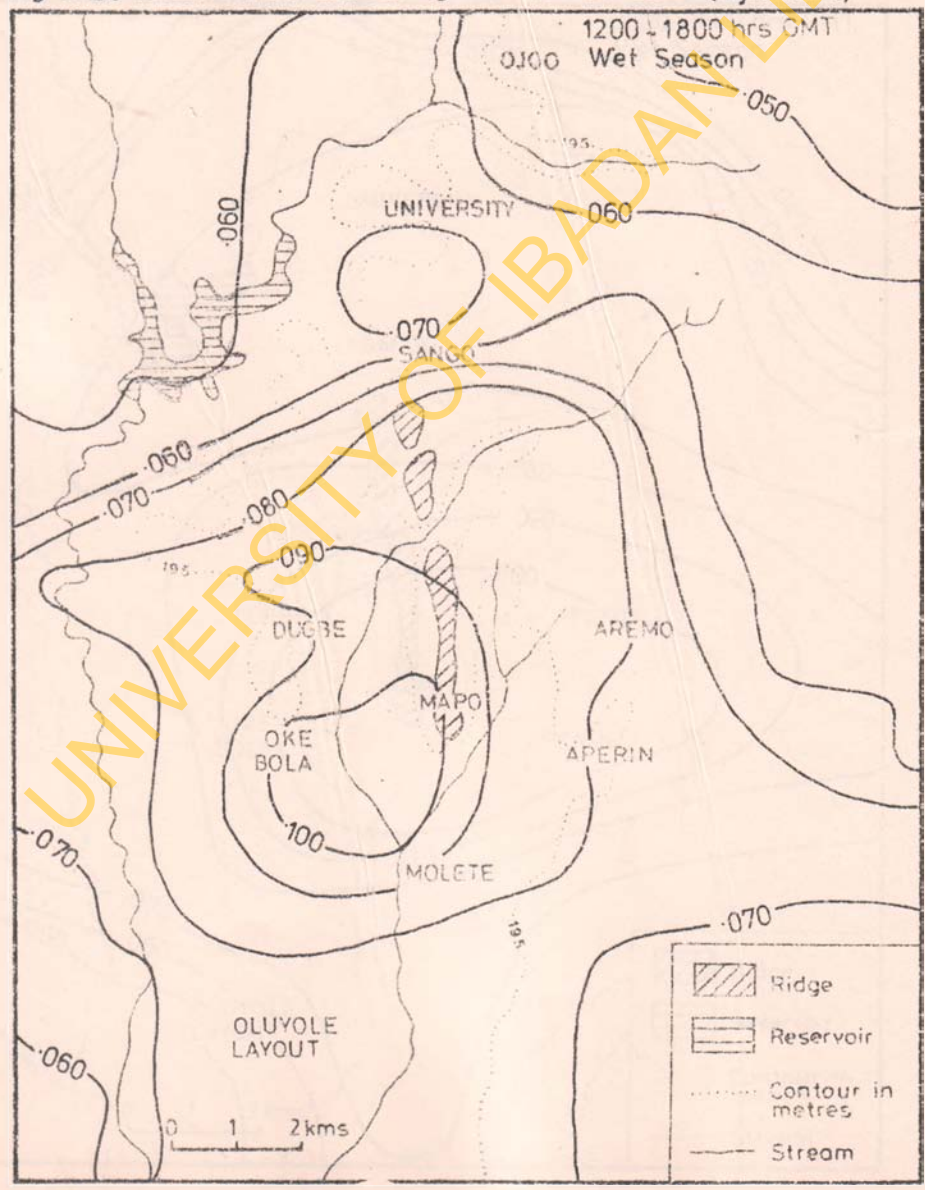 1200-1800 hrs GMT
OJOO Wet Season
.050
195
UNIVERSITY
.060
.060
.070
SANGO
.060
.070
.080
.090
195
DUGBE
AREMO
MAPO
OKE
BOLA
APERIN
.100
.070
MOLETE
.070
195
Ridge
OLUYOLE
LAYOUT
Reservoir
.060
Contour in
metres
0 1 2kms
Stream
UNIVERSITY OF IBADAN